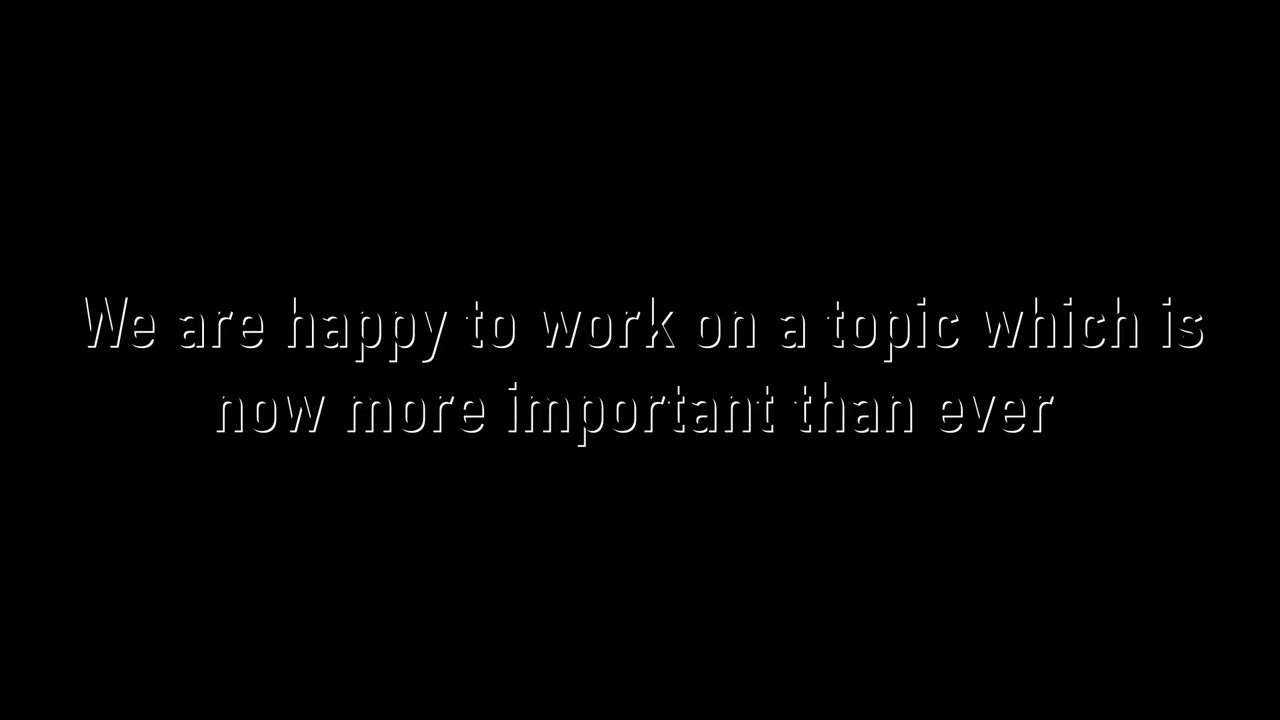 We are happy to work on a topic which is
now more important than ever